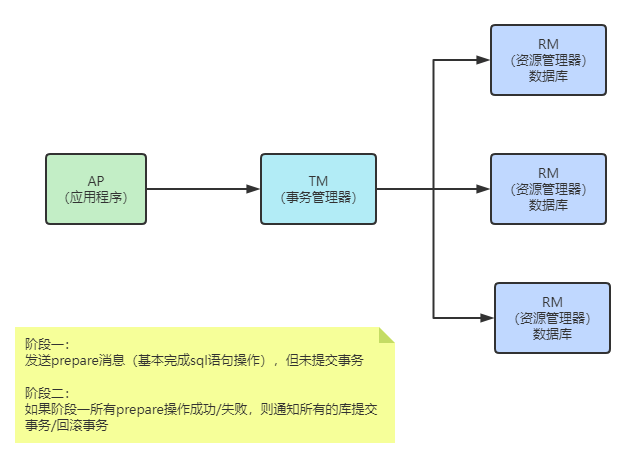 RM
（资源管理器）
数据库
AP
（应用程序）
TM
（事务管理器）
RM
（资源管理器）
数据库
RM
（资源管理器）
数据库
阶段一：
发送prepare消息（基本完成sql语句操作），但未提交事务
阶段二：
如果阶段一所有prepare操作成功/失败，则通知所有的库提交
事务/回滚事务